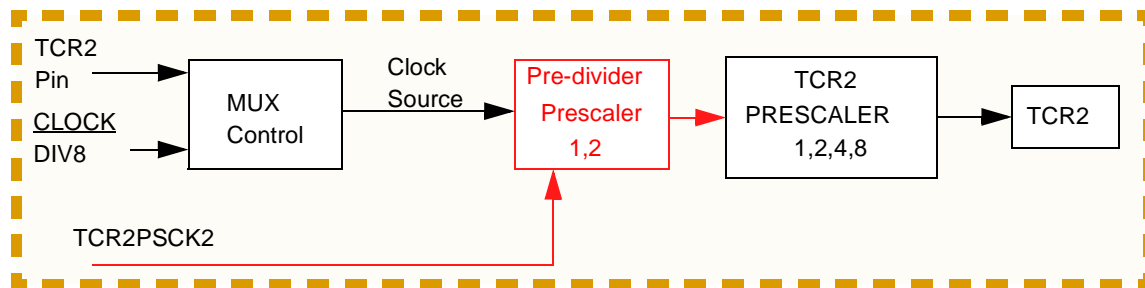 TCR2
Pin
CLOCK
DIV8
MUX
Control
Clock
Source
Pre-divider
Prescaler
1,2
TCR2
PRESCALER
1,2,4,8
TCR2
TCR2PSCK2